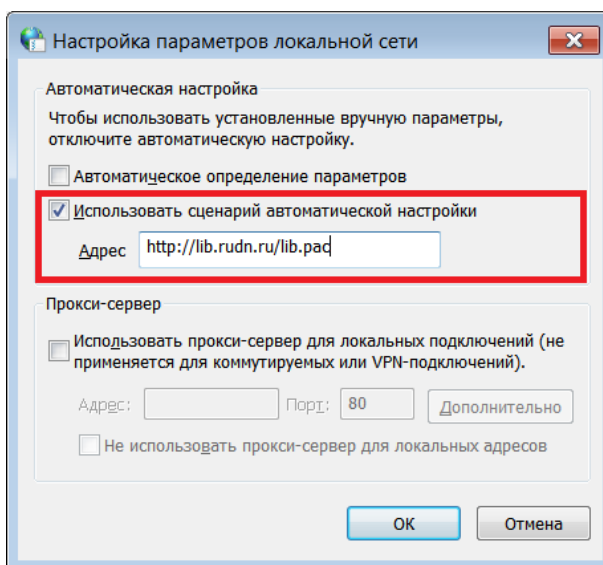 Настройка параметров локальной сети
Автоматическая настройка
Чтобы использовать установленные вручную параметры,
отключите автоматическую настройку.
Автоматическое определение параметров
Использовать сценарий автоматической настройки
Адрес http://lib.rudn.ru/lib.pac
Прокси-сервер
Использовать прокси-сервер для локальных подключений (не
применяется для коммутируемых или VPN-подключений).
Адрес: Порт: 80 Дополнительно
Не использовать прокси-сервер для локальных адресов
ОК Отмена